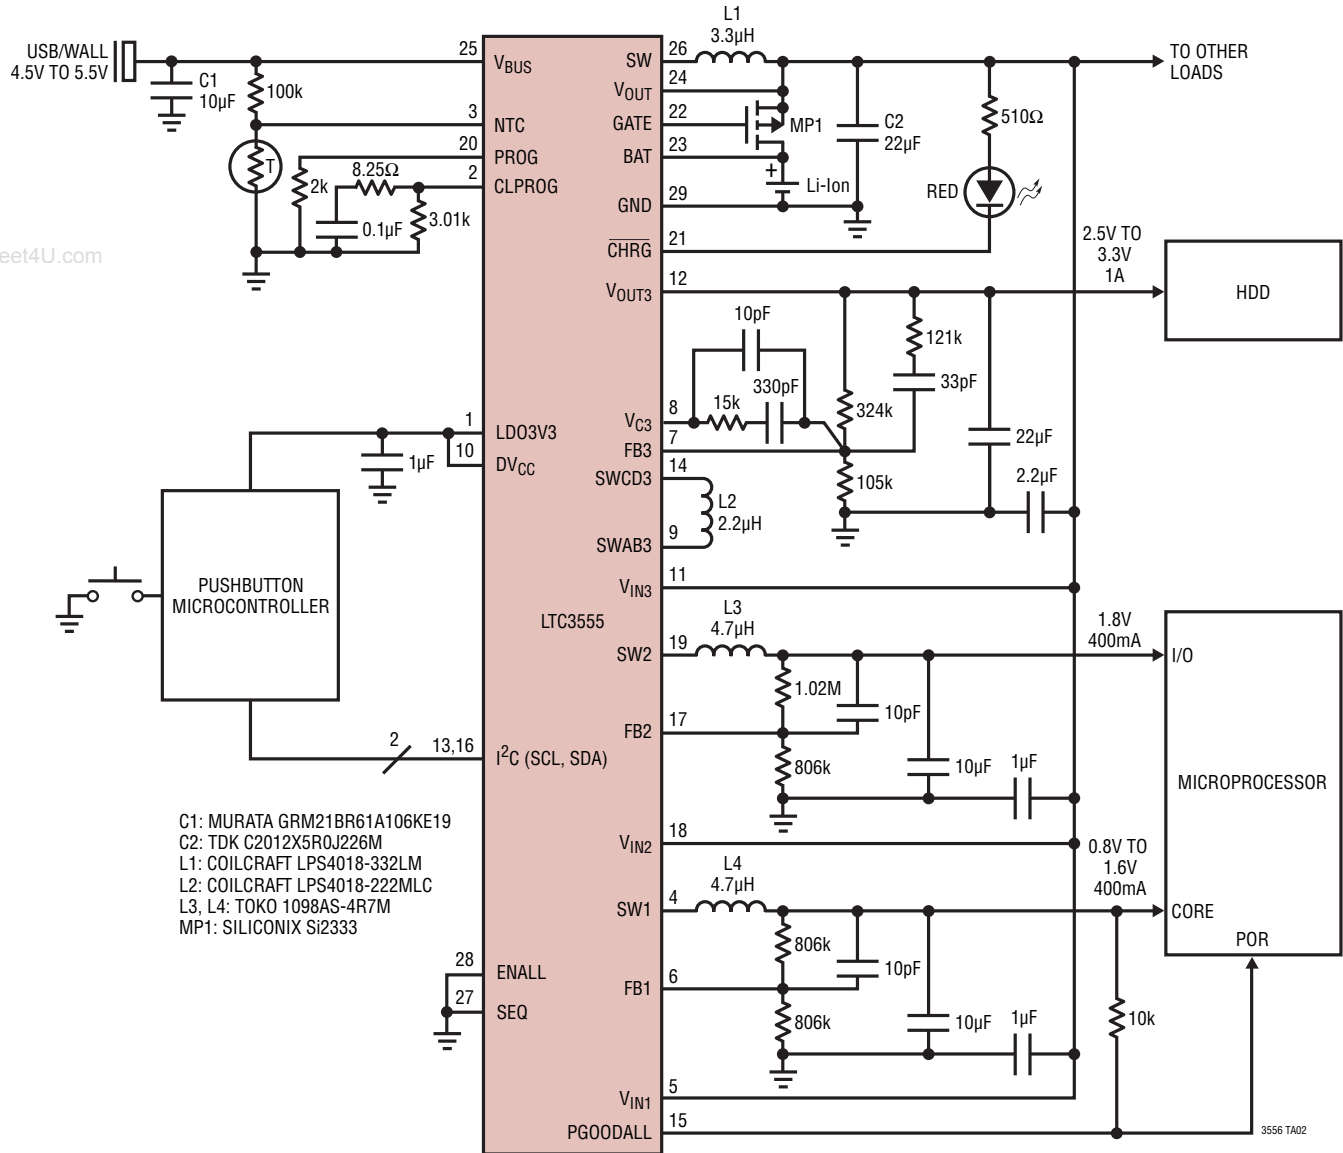 USB/WALL
4.5V TO 5.5V
C1
10µF
100k
T
2k
8.25Ω
0.1µF
3.01k
eet4U.com
25
VBUS
3
NTC
20
PROG
2
CLPROG
1
LDO3V3
10
DVCC
1µF
PUSHBUTTON
MICROCONTROLLER
2
13,16
I2C (SCL, SDA)
C1: MURATA GRM21BR61A106KE19
C2: TDK C2012X5R0J226M
L1: COILCRAFT LPS4018-332LM
L2: COILCRAFT LPS4018-222MLC
L3, L4: TOKO 1098AS-4R7M
MP1: SILICONIX Si2333
28
ENALL
27
SEQ
LTC3555
SW
26
L1
3.3µH
TO OTHER
LOADS
VOUT
24
GATE
22
MP1
C2
22µF
510Ω
BAT
23
+
Li-Ion
RED
GND
29
CHRG
21
VOUT3
12
2.5V TO
3.3V
1A
HDD
10pF
121k
33pF
330pF
15k
324k
VC3
8
FB3
7
22µF
2.2µF
105k
SWCD3
14
L2
2.2µH
SWAB3
9
VIN3
11
L3
4.7µH
SW2
19
1.8V
400mA
I/O
1.02M
10pF
FB2
17
806k
10µF
1µF
MICROPROCESSOR
VIN2
18
L4
4.7µH
0.8V TO
1.6V
400mA
SW1
4
CORE
POR
806k
10pF
FB1
6
806k
10µF
1µF
10k
VIN1
5
PGOODALL
15
3556 TA02